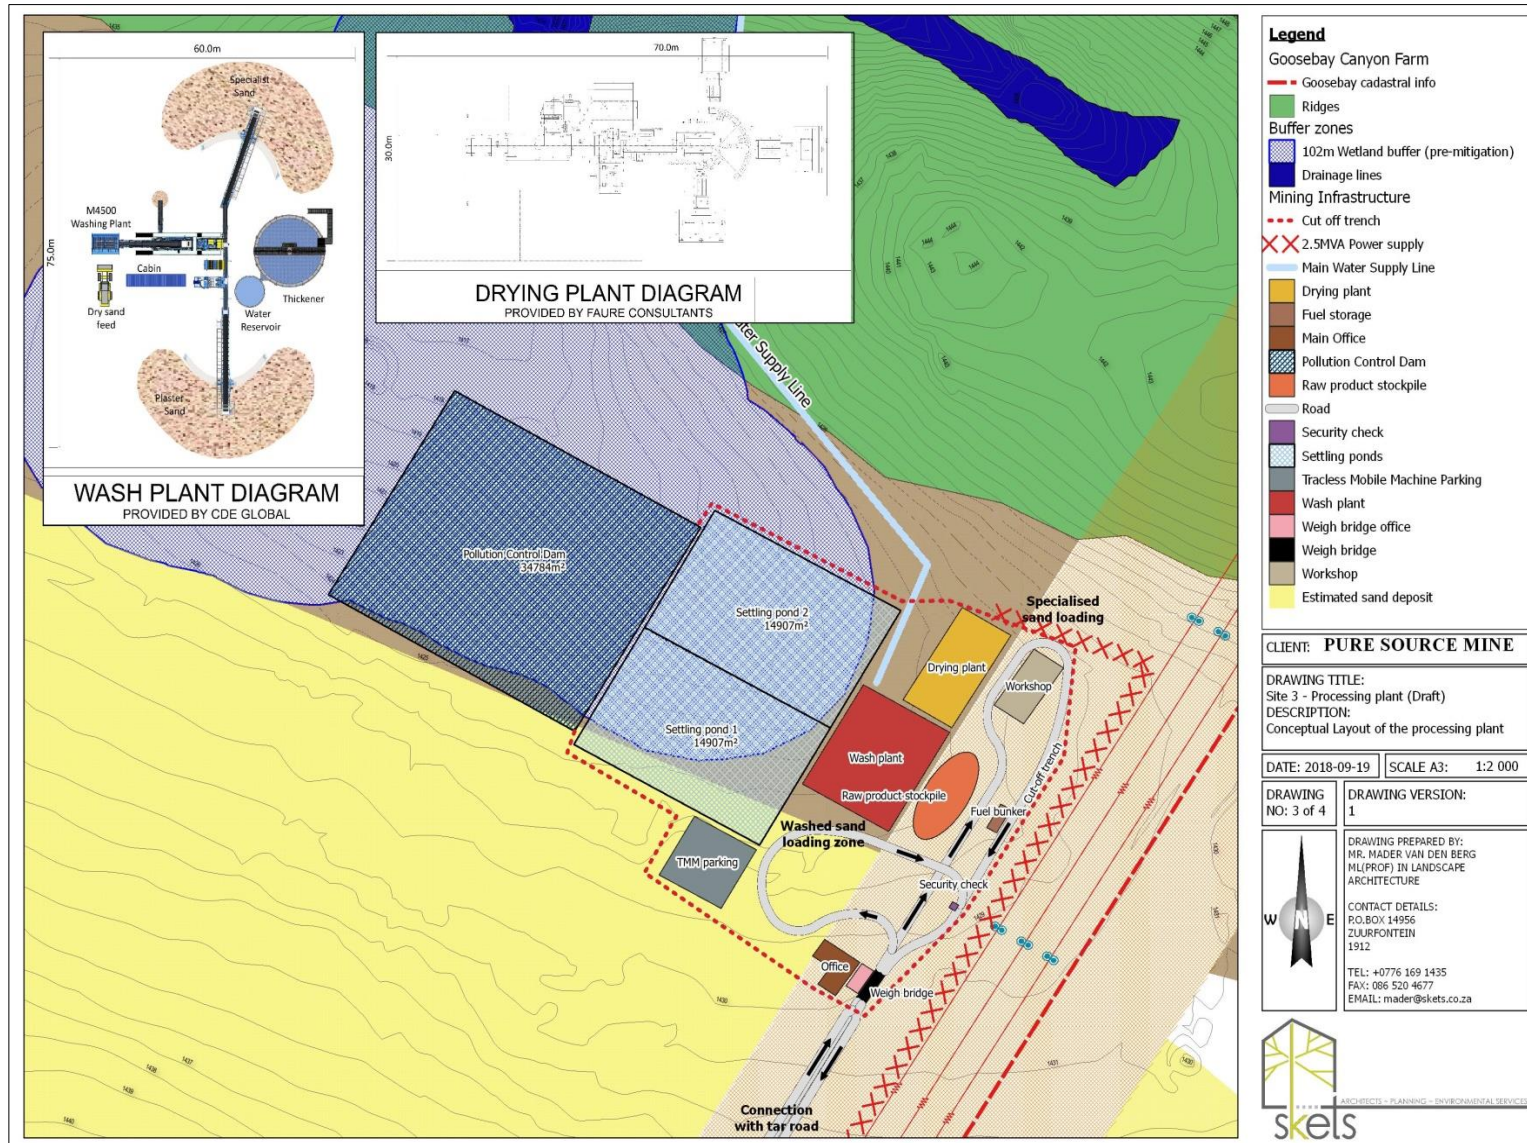 60.0m
75.0m
Specialist
Sand
M4500
Washing Plant
Cabin
Dry sand
feed
Water
Reservoir
Thickener
Plaster
Sand
WASH PLANT DIAGRAM
PROVIDED BY CDE GLOBAL
70.0m
30.0m
DRYING PLANT DIAGRAM
PROVIDED BY FAURE CONSULTANTS
ter Supply Line
Pollution Control Dam
34784m²
Settling pond 2
14907m²
Settling pond 1
14907m²
Specialised
sand loading
Drying plant
Workshop
Wash plant
Raw product stockpile
Cut-off trench
Fuel bunker
Washed sand
loading zone
TMM parking
Security check
Office
Weigh bridge
Connection
with tar road
Legend
Goosebay Canyon Farm
Goosebay cadastral info
Ridges
Buffer zones
102m Wetland buffer (pre-mitigation)
Drainage lines
Mining Infrastructure
Cut off trench
2.5MVA Power supply
Main Water Supply Line
Drying plant
Fuel storage
Main Office
Pollution Control Dam
Raw product stockpile
Road
Security check
Settling ponds
Tracless Mobile Machine Parking
Wash plant
Weigh bridge office
Weigh bridge
Workshop
Estimated sand deposit
CLIENT: PURE SOURCE MINE
DRAWING TITLE:
Site 3 - Processing plant (Draft)
DESCRIPTION:
Conceptual Layout of the processing plant
DATE: 2018-09-19
SCALE A3: 1:2 000
DRAWING
NO: 3 of 4
DRAWING VERSION:
1
W N E
DRAWING PREPARED BY:
MR. MADER VAN DEN BERG
ML(PROF) IN LANDSCAPE
ARCHITECTURE
CONTACT DETAILS:
P.O.BOX 14956
ZUURFONTEIN
1912
TEL: +0776 169 1435
FAX: 086 520 4677
EMAIL: mader@skets.co.za
skets
ARCHITECTS - PLANNING - ENVIRONMENTAL SERVICES